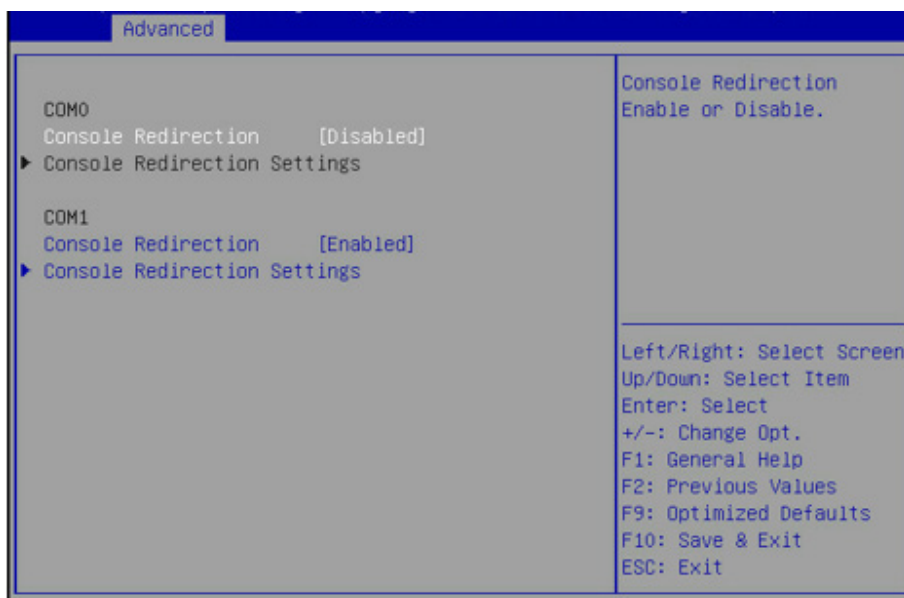 Advanced
COM0
Console Redirection [Disabled]
Console Redirection Settings
COM1
Console Redirection [Enabled]
Console Redirection Settings
Console Redirection
Enable or Disable.
Left/Right: Select Screen
Up/Down: Select Item
Enter: Select
+/-: Change Opt.
F1: General Help
F2: Previous Values
F9: Optimized Defaults
F10: Save & Exit
ESC: Exit